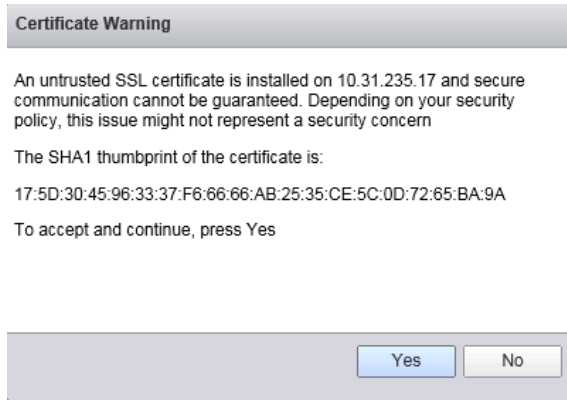 Certificate Warning
An untrusted SSL certificate is installed on 10.31.235.17 and secure
communication cannot be guaranteed. Depending on your security
policy, this issue might not represent a security concern
The SHA1 thumbprint of the certificate is:
17:5D:30:45:96:33:37:F6:66:66:AB:25:35:CE:5C:0D:72:65:BA:9A
To accept and continue, press Yes
Yes No